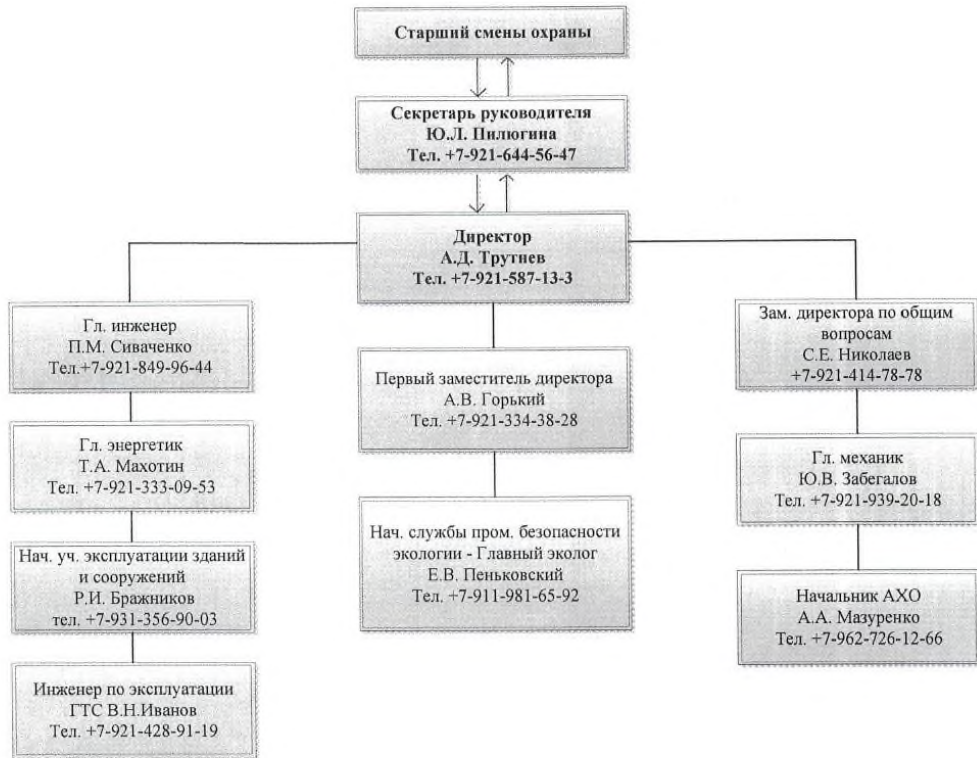 Старший смены охраны
Секретарь руководителя
Ю.Л. Пилюгина
Тел. +7-921-644-56-47
Директор
А.Д. Трутнев
Тел. +7-921-587-13-3
Гл. инженер
П.М. Сиваченко
Тел.+7-921-849-96-44
Гл. энергетик
Т.А. Махотин
Тел. +7-921-333-09-53
Нач. уч. эксплуатации зданий
и сооружений
Р.И. Бражников
тел. +7-931-356-90-03
Инженер по эксплуатации
ГТС В.Н.Иванов
Тел. +7-921-428-91-19
Первый заместитель директора
А.В. Горький
Тел. +7-921-334-38-28
Нач. службы пром. безопасности
экологии - Главный эколог
Е.В. Пеньковский
Тел. +7-911-981-65-92
Зам. директора по общим
вопросам
С.Е. Николаев
+7-921-414-78-78
Гл. механик
Ю.В. Забегалов
Тел. +7-921-939-20-18
Начальник АХО
А.А. Мазуренко
Тел. +7-962-726-12-66